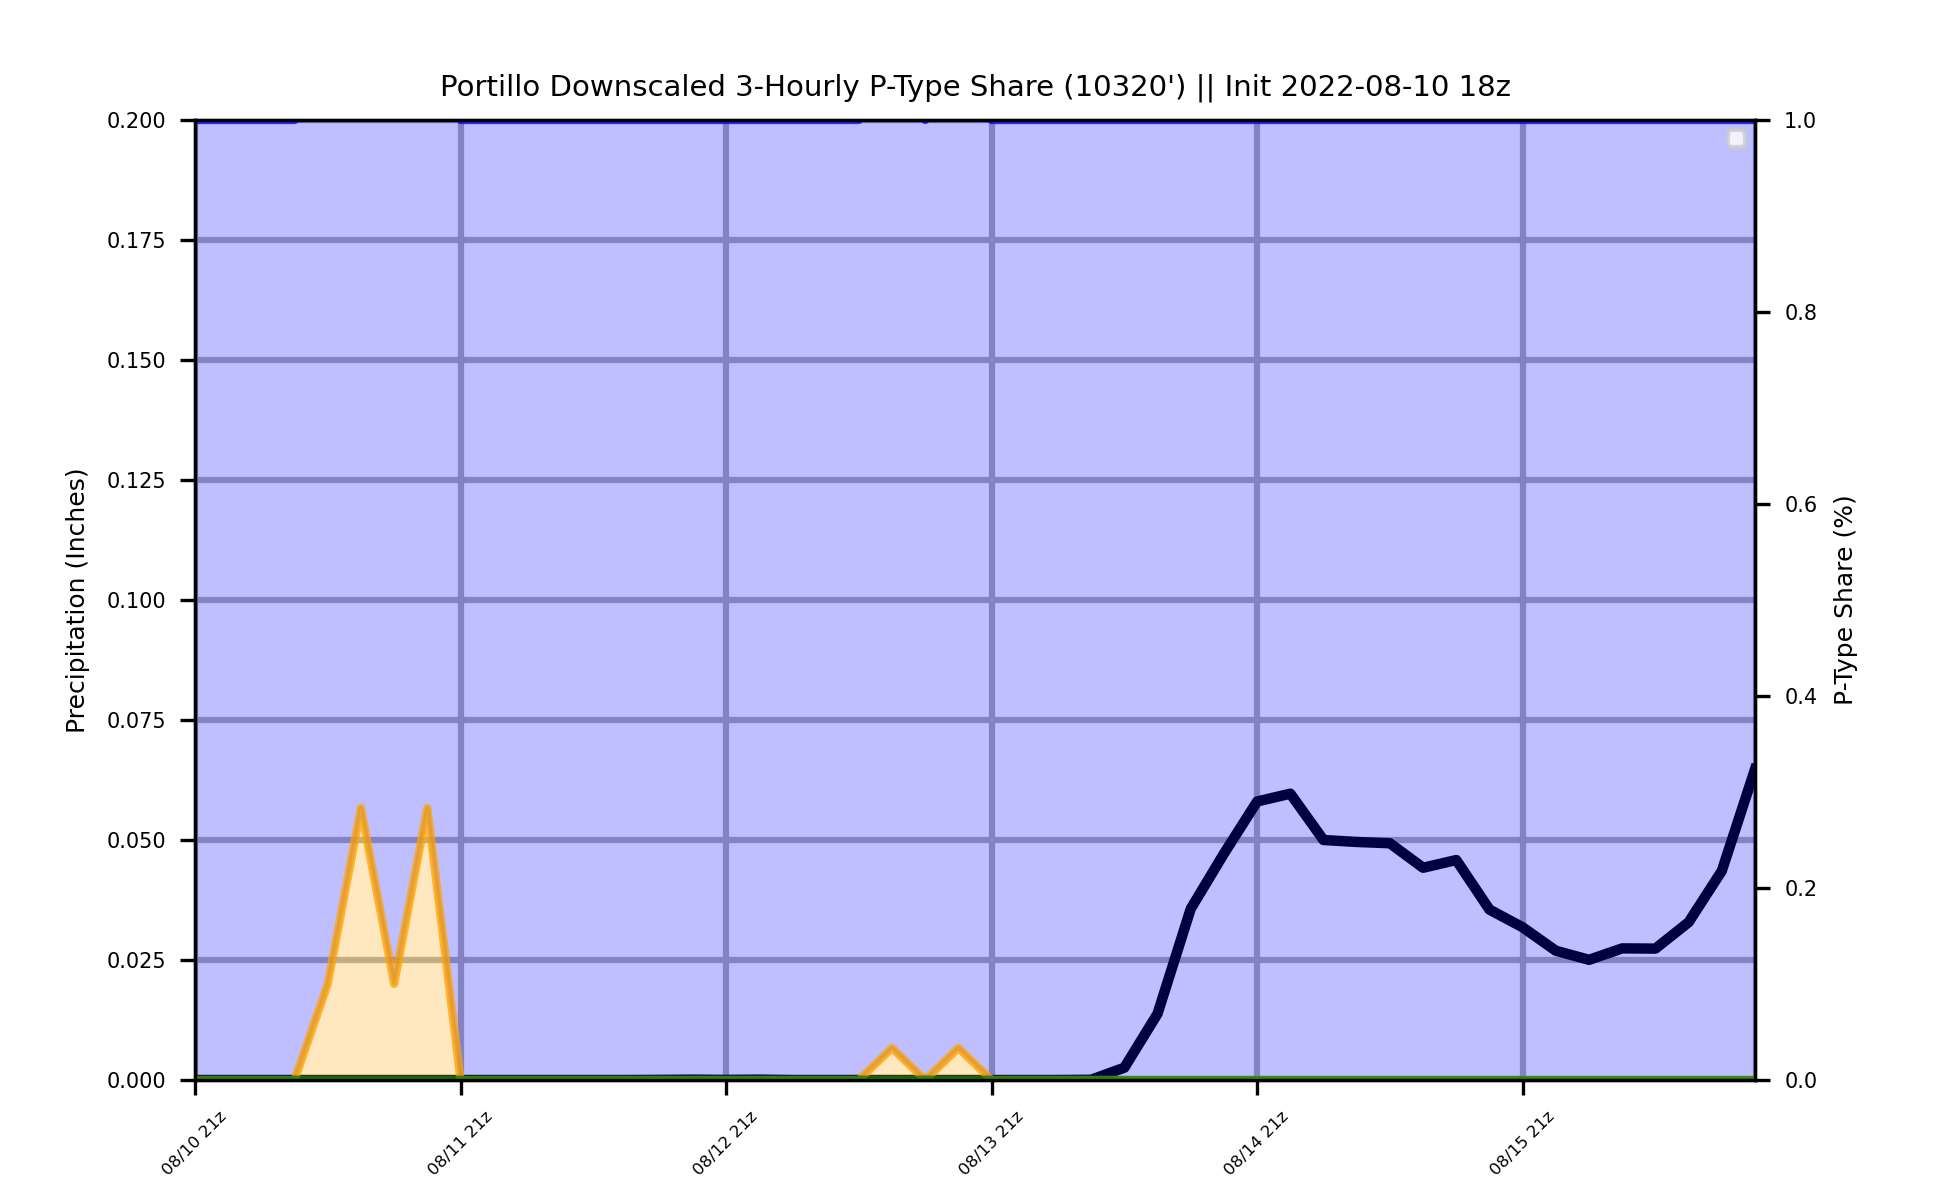 Portillo Downscaled 3-Hourly P-Type Share (10320') || Init 2022-08-10 18z
0.200
0.175
0.150
0.125
0.100
0.075
0.050
0.025
0.000
Precipitation (Inches)
1.0
0.8
0.6
0.4
0.2
0.0
P-Type Share (%)
08/10 21z
08/11 21z
08/12 21z
08/13 21z
08/14 21z
08/15 21z